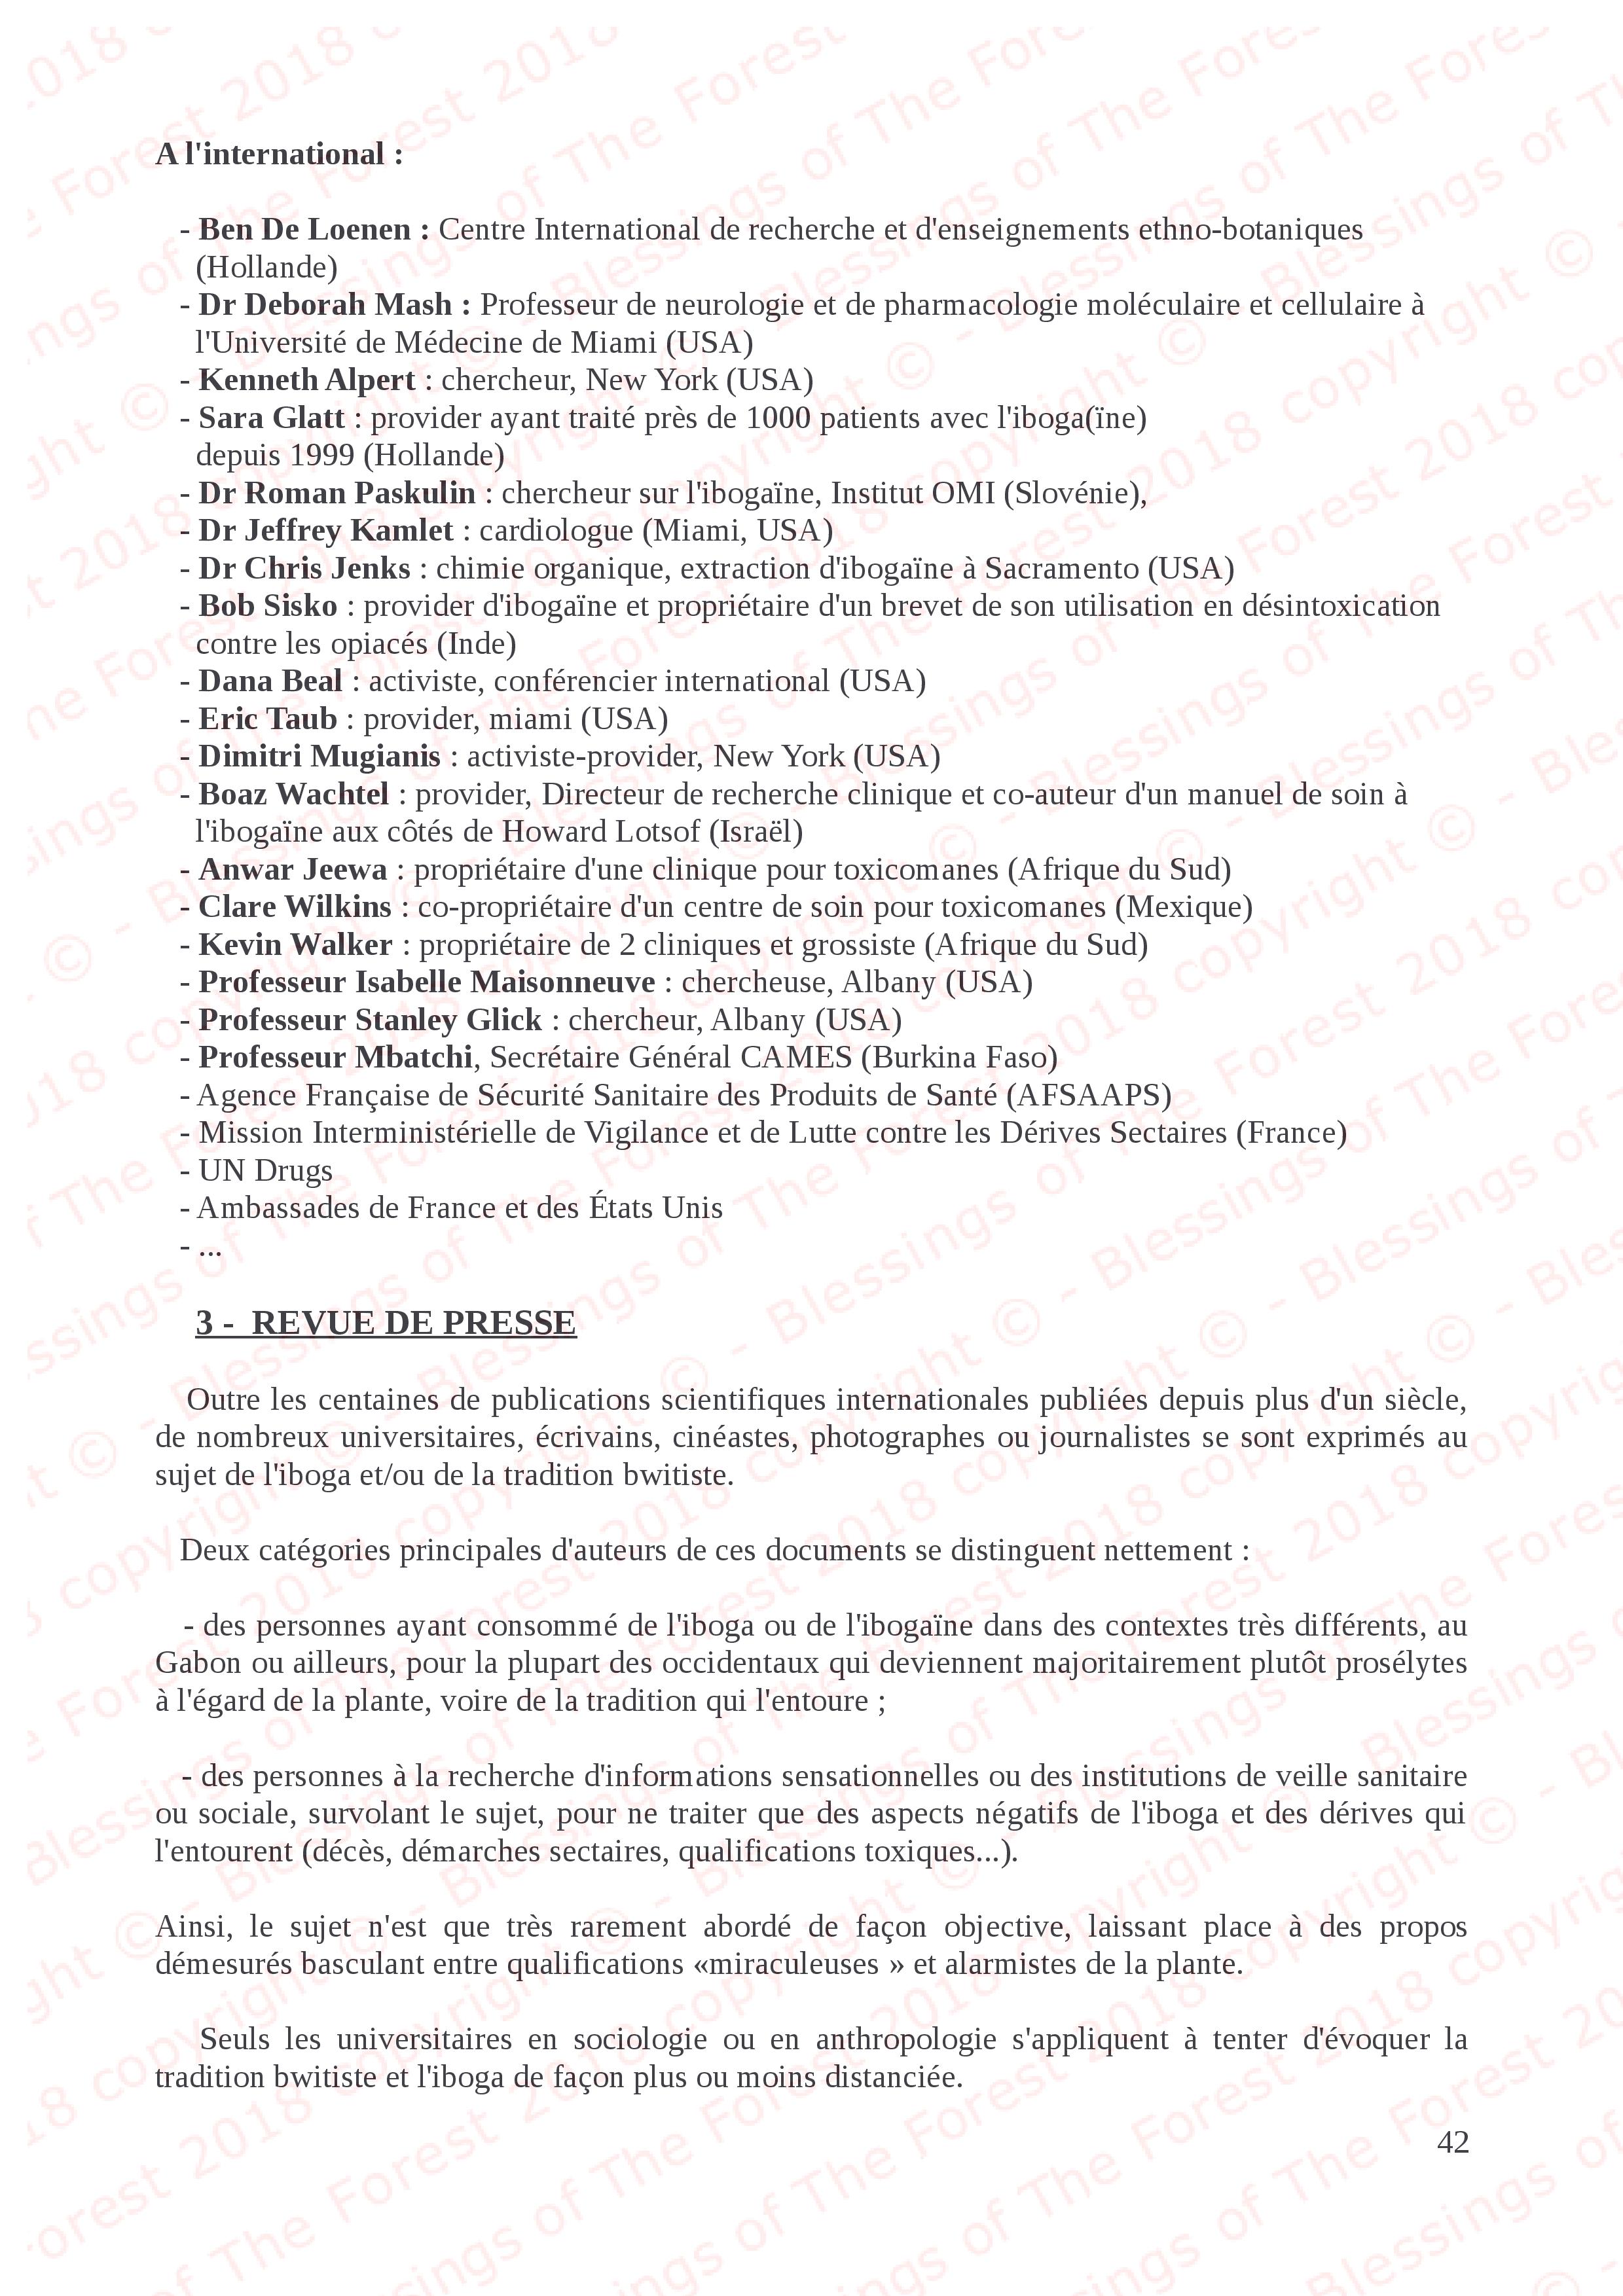 A l'international :
- Ben De Loenen : Centre International de recherche et d'enseignements ethno-botaniques
(Hollande)
- Dr Deborah Mash : Professeur de neurologie et de pharmacologie moléculaire et cellulaire à
l'Université de Médecine de Miami (USA)
- Kenneth Alpert : chercheur, New York (USA)
- Sara Glatt : provider ayant traité près de 1000 patients avec l'iboga(ïne)
depuis 1999 (Hollande)
- Dr Roman Paskulin : chercheur sur l'ibogaïne, Institut OMI (Slovénie),
- Dr Jeffrey Kamlet : cardiologue (Miami, USA)
- Dr Chris Jenks : chimie organique, extraction d'ibogaïne à Sacramento (USA)
- Bob Sisko : provider d'ibogaïne et propriétaire d'un brevet de son utilisation en désintoxication
contre les opiacés (Inde)
- Dana Beal : activiste, conférencier international (USA)
- Eric Taub : provider, miami (USA)
- Dimitri Mugianis : activiste-provider, New York (USA)
- Boaz Wachtel : provider, Directeur de recherche clinique et co-auteur d'un manuel de soin à
l'ibogaïne aux côtés de Howard Lotsof (Israël)
- Anwar Jeewa : propriétaire d'une clinique pour toxicomanes (Afrique du Sud)
- Clare Wilkins : co-propriétaire d'un centre de soin pour toxicomanes (Mexique)
- Kevin Walker : propriétaire de 2 cliniques et grossiste (Afrique du Sud)
- Professeur Isabelle Maisonneuve : chercheuse, Albany (USA)
- Professeur Stanley Glick : chercheur, Albany (USA)
- Professeur Mbatchi, Secrétaire Général CAMES (Burkina Faso)
- Agence Française de Sécurité Sanitaire des Produits de Santé (AFSAAPS)
- Mission Interministérielle de Vigilance et de Lutte contre les Dérives Sectaires (France)
- UN Drugs
- Ambassades de France et des États Unis
- ...
3 - REVUE DE PRESSE
Outre les centaines de publications scientifiques internationales publiées depuis plus d'un siècle,
de nombreux universitaires, écrivains, cinéastes, photographes ou journalistes se sont exprimés au
sujet de l'iboga et/ou de la tradition bwitiste.
Deux catégories principales d'auteurs de ces documents se distinguent nettement :
- des personnes ayant consommé de l'iboga ou de l'ibogaïne dans des contextes très différents, au
Gabon ou ailleurs, pour la plupart des occidentaux qui deviennent majoritairement plutôt prosélytes
à l'égard de la plante, voire de la tradition qui l'entoure ;
- des personnes à la recherche d'informations sensationnelles ou des institutions de veille sanitaire
ou sociale, survolant le sujet, pour ne traiter que des aspects négatifs de l'iboga et des dérives qui
l'entourent (décès, démarches sectaires, qualifications toxiques...).
Ainsi, le sujet n'est que très rarement abordé de façon objective, laissant place à des propos
démesurés basculant entre qualifications «miraculeuses » et alarmistes de la plante.
Seuls les universitaires en sociologie ou en anthropologie s'appliquent à tenter d'évoquer la
tradition bwitiste et l'iboga de façon plus ou moins distanciée.
42